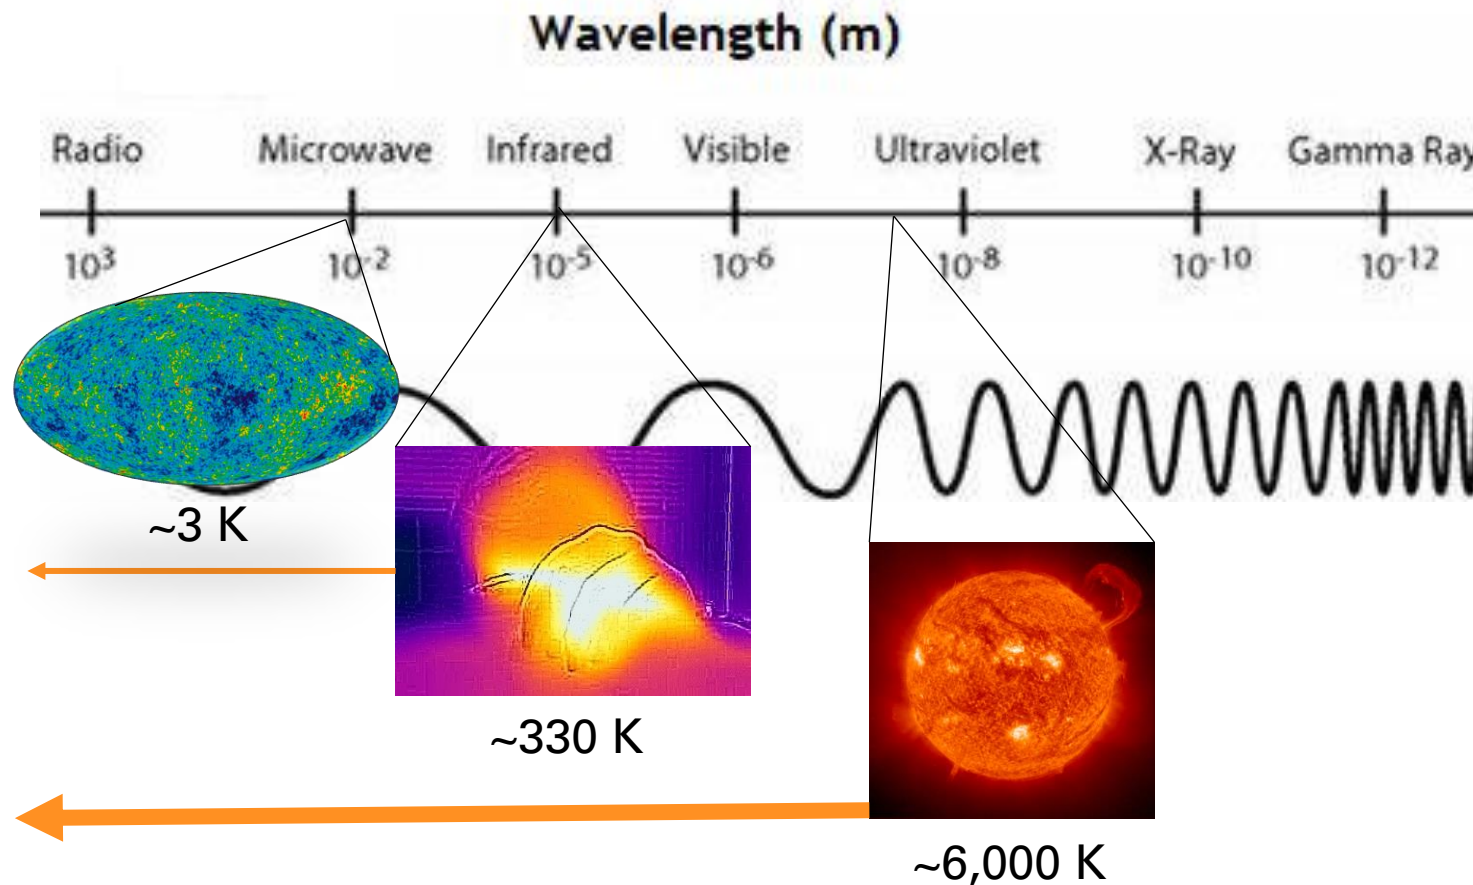 Wavelength (m)
Radio Microwave Infrared Visible Ultraviolet X-Ray Gamma Ray
10³ 10⁻² 10⁻⁵ 10⁻⁶ 10⁻⁸ 10⁻¹⁰ 10⁻¹²
~3 K
~330 K
~6,000 K